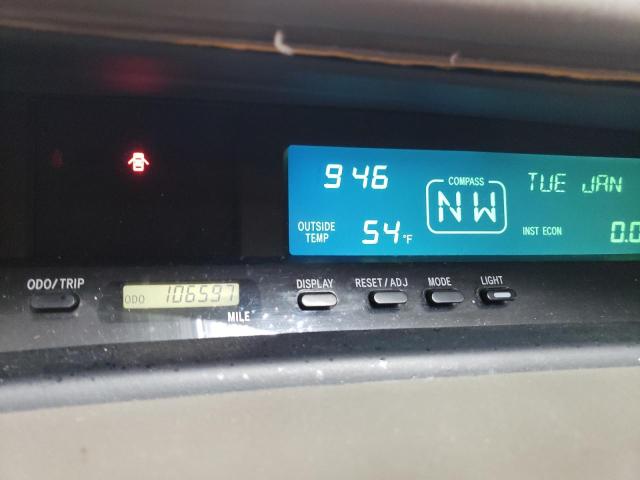 9 46
COMPASS
TUE JAN
NW
OUTSIDE TEMP
54°F
INST ECON
0.0
ODO/TRIP
ODO 106597
MILE
DISPLAY
RESET/ADJ
MODE
LIGHT